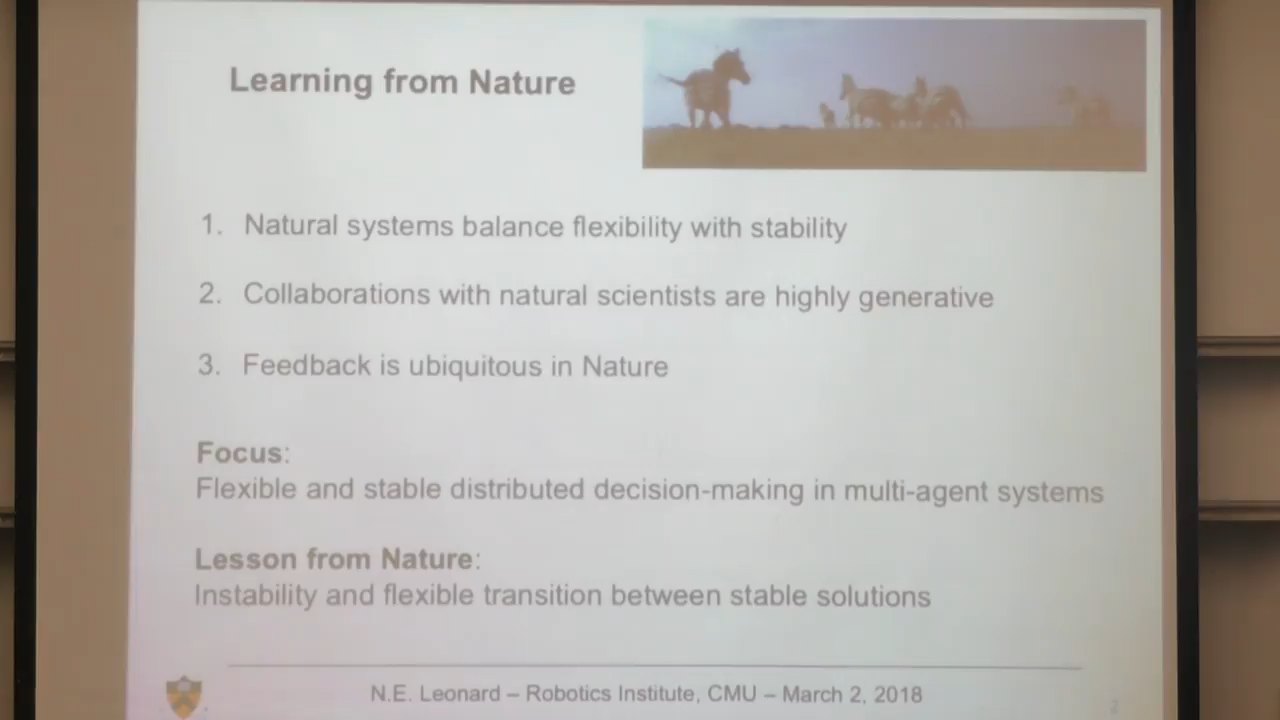 Learning from Nature
1. Natural systems balance flexibility with stability
2. Collaborations with natural scientists are highly generative
3. Feedback is ubiquitous in Nature
Focus:
Flexible and stable distributed decision-making in multi-agent systems
Lesson from Nature:
Instability and flexible transition between stable solutions
N.E. Leonard – Robotics Institute, CMU – March 2, 2018
2